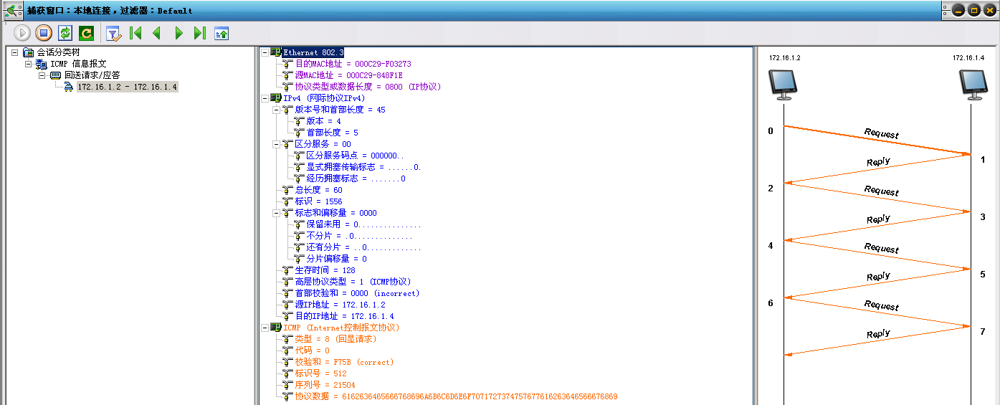 捕获窗口：本地连接，过滤器：Default
会话分类树
ICMP 信息报文
回送请求/应答
172.16.1.2 - 172.16.1.4
Ethernet 802.3
目的MAC地址 = 000C29-F03273
源MAC地址 = 000C29-848F1E
协议类型或数据长度 = 0800 (IP协议)
IPv4 (网际协议IPv4)
版本号和首部长度 = 45
版本 = 4
首部长度 = 5
区分服务 = 00
区分服务码点 = 000000..
显式拥塞传输标志 = ......0.
经历拥塞标志 = .......0
总长度 = 60
标识 = 1556
标志和偏移量 = 0000
保留未用 = 0...............
不分片 = .0..............
还有分片 = ..0.............
分片偏移量 = 0
生存时间 = 128
高层协议类型 = 1 (ICMP协议)
首部校验和 = 0000 (incorrect)
源IP地址 = 172.16.1.2
目的IP地址 = 172.16.1.4
ICMP (Internet控制报文协议)
类型 = 8 (回显请求)
代码 = 0
校验和 = F75B (correct)
标识号 = 512
序列号 = 21504
协议数据 = 6162636465666768696A6B6C6D6E6F7071727374757677616263646566676869
172.16.1.2
172.16.1.4
0
Request
1
Reply
2
Request
3
Reply
4
Request
5
Reply
6
Request
7
Reply